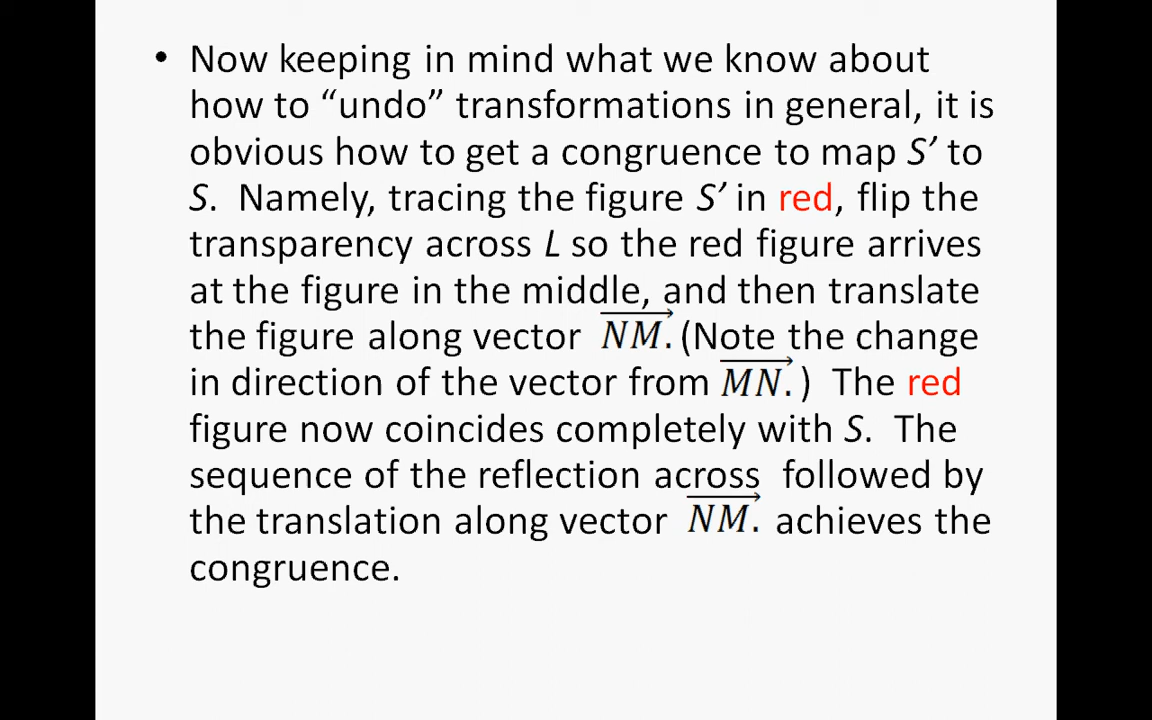 • Now keeping in mind what we know about
how to “undo” transformations in general, it is
obvious how to get a congruence to map S′ to
S. Namely, tracing the figure S′ in red, flip the
transparency across L so the red figure arrives
at the figure in the middle, and then translate
the figure along vector $\overrightarrow{NM}.$ (Note the change
in direction of the vector from $\overrightarrow{MN}.$) The red
figure now coincides completely with S. The
sequence of the reflection across followed by
the translation along vector $\overrightarrow{NM}.$ achieves the
congruence.